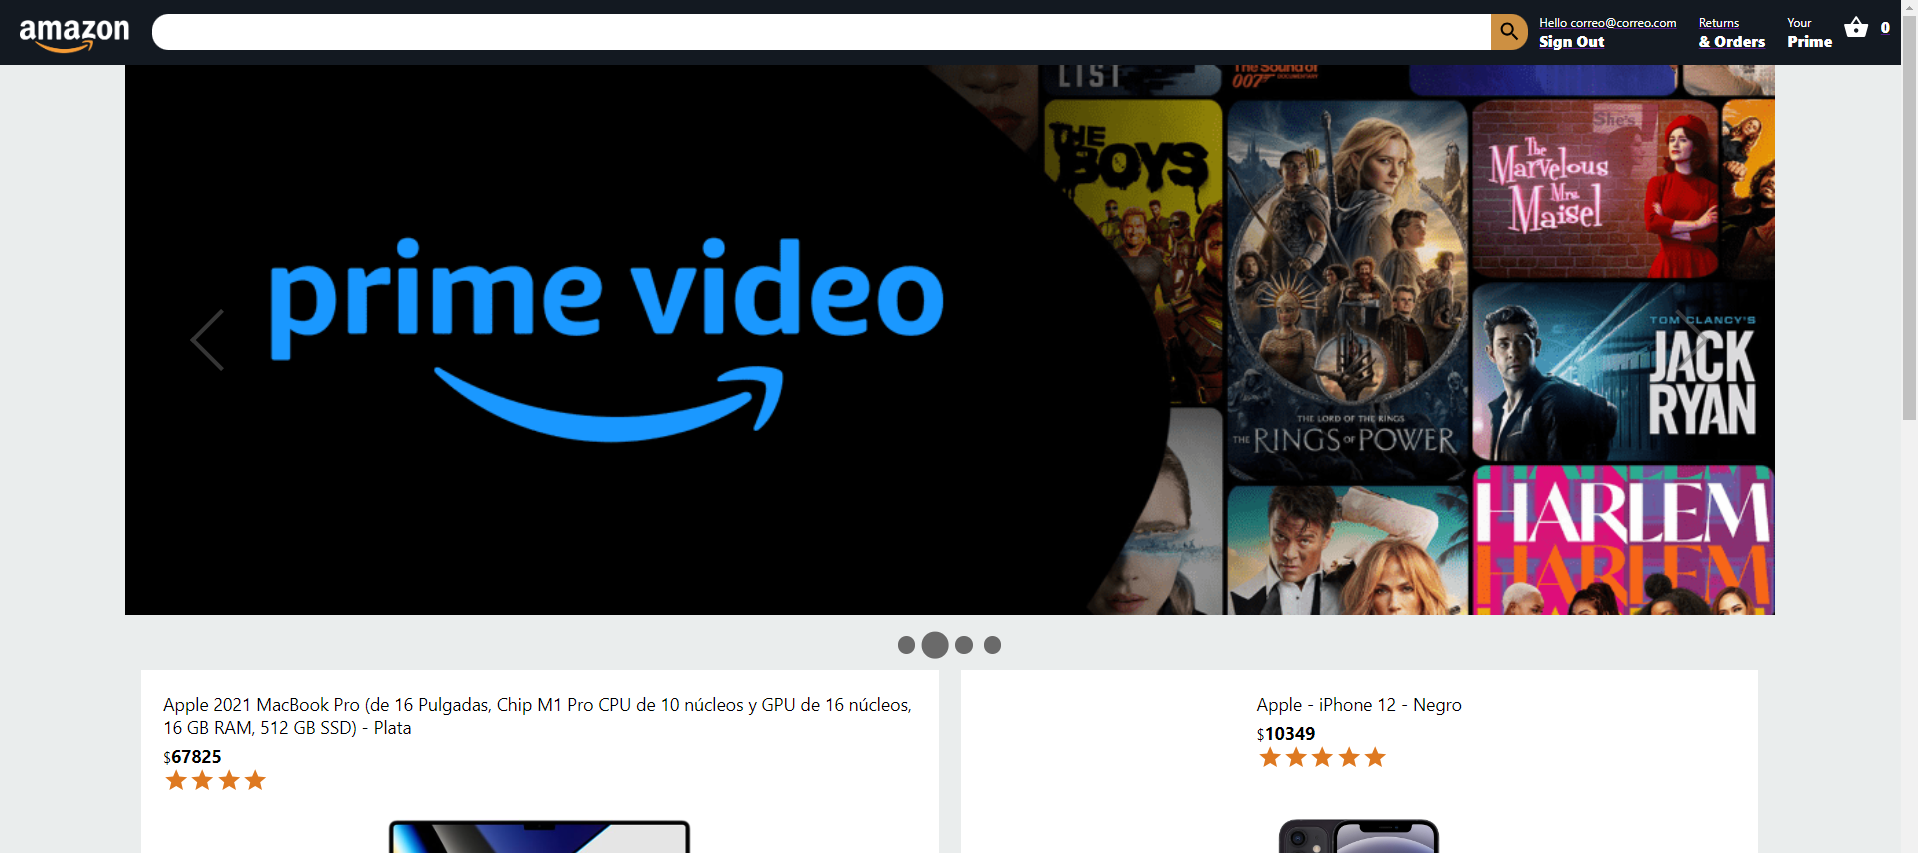 amazon
Hello correo@correo.com
Sign Out
Returns
& Orders
Your
Prime
0
LIST
The Sound of
007 DOCUMENTARY
THE
BOYS
She's
The
Marvelous
Mrs.
Maisel
prime video
TOM CLANCY'S
JACK
RYAN
THE LORD OF THE RINGS
THE RINGS OF POWER
HARLEM
HARLEM
Apple 2021 MacBook Pro (de 16 Pulgadas, Chip M1 Pro CPU de 10 núcleos y GPU de 16 núcleos,
16 GB RAM, 512 GB SSD) - Plata
$67825
Apple - iPhone 12 - Negro
$10349